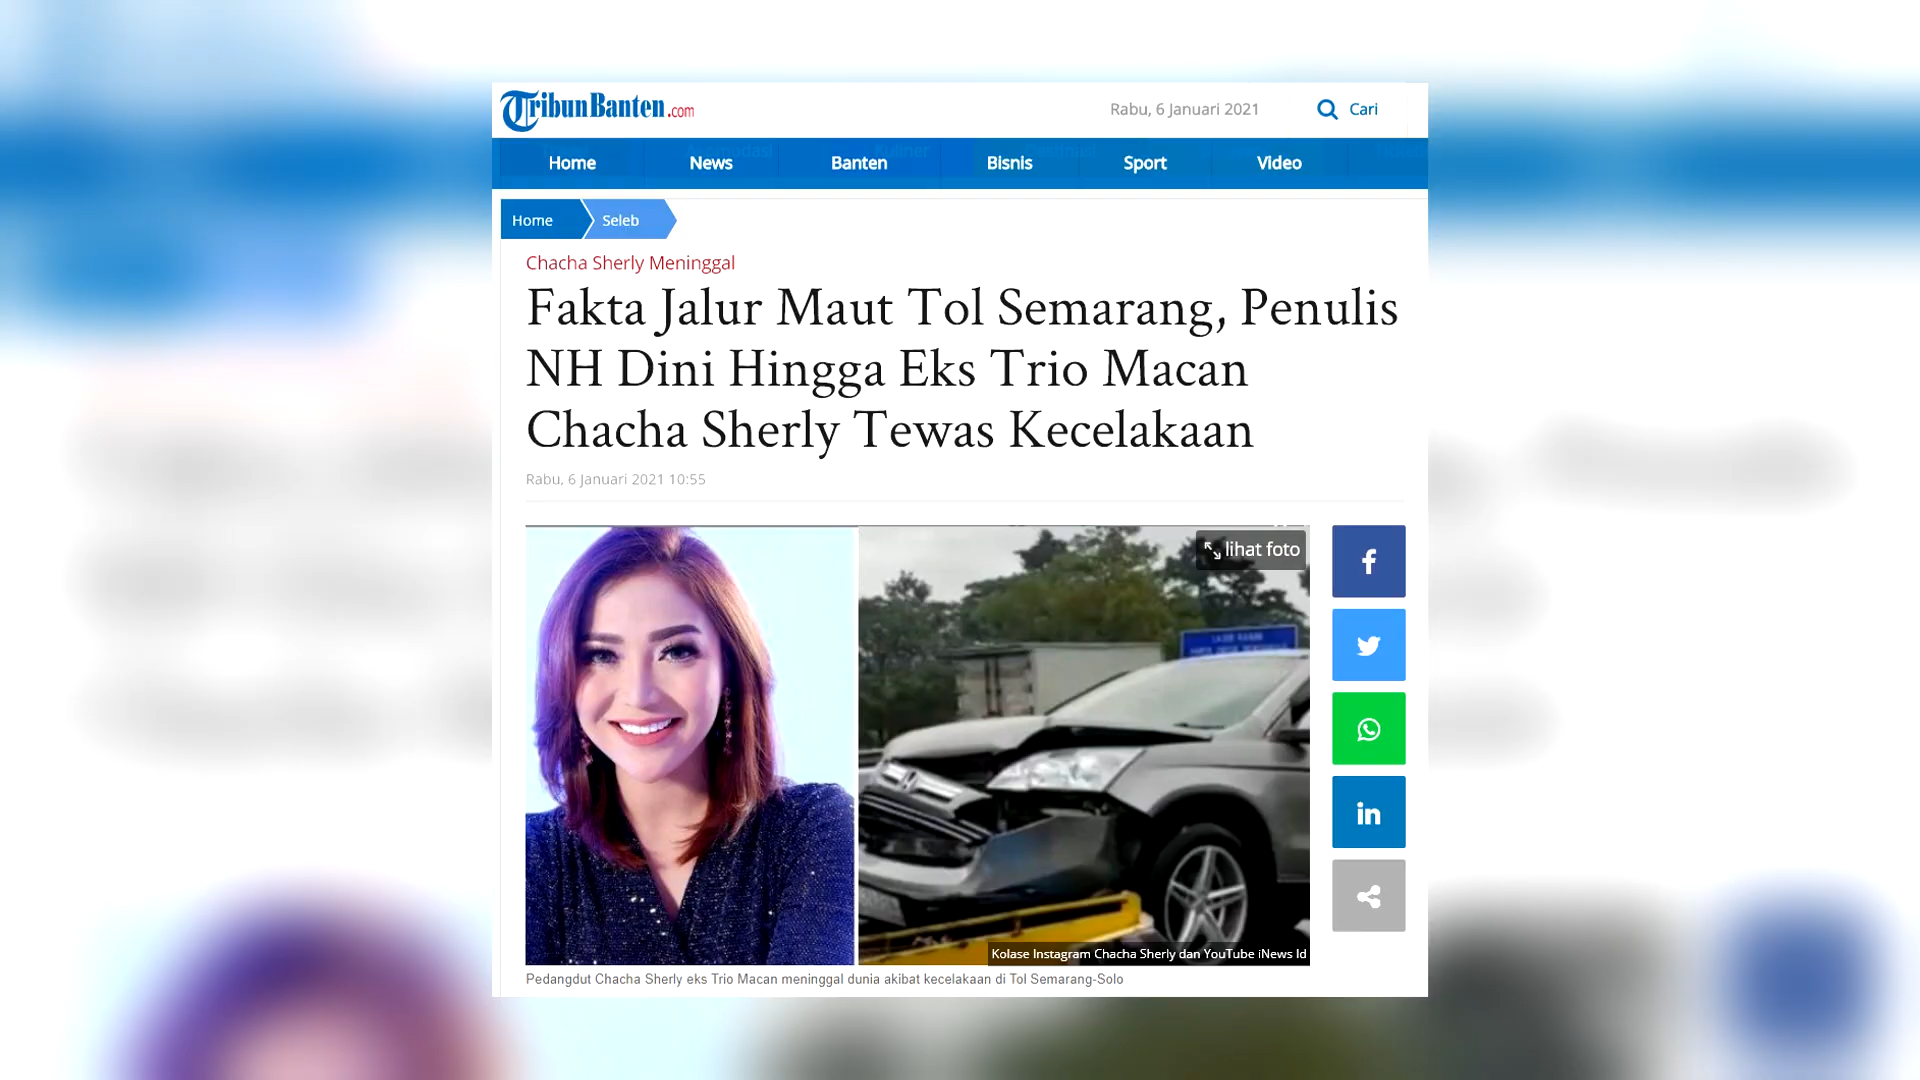 TribunBanten.com
Rabu, 6 Januari 2021
Cari
Home News Banten Bisnis Sport Video
Home Seleb
Chacha Sherly Meninggal
Fakta Jalur Maut Tol Semarang, Penulis
NH Dini Hingga Eks Trio Macan
Chacha Sherly Tewas Kecelakaan
Rabu, 6 Januari 2021 10:55
lihat foto
Kolase Instagram Chacha Sherly dan YouTube iNews Id
Pedangdut Chacha Sherly eks Trio Macan meninggal dunia akibat kecelakaan di Tol Semarang-Solo